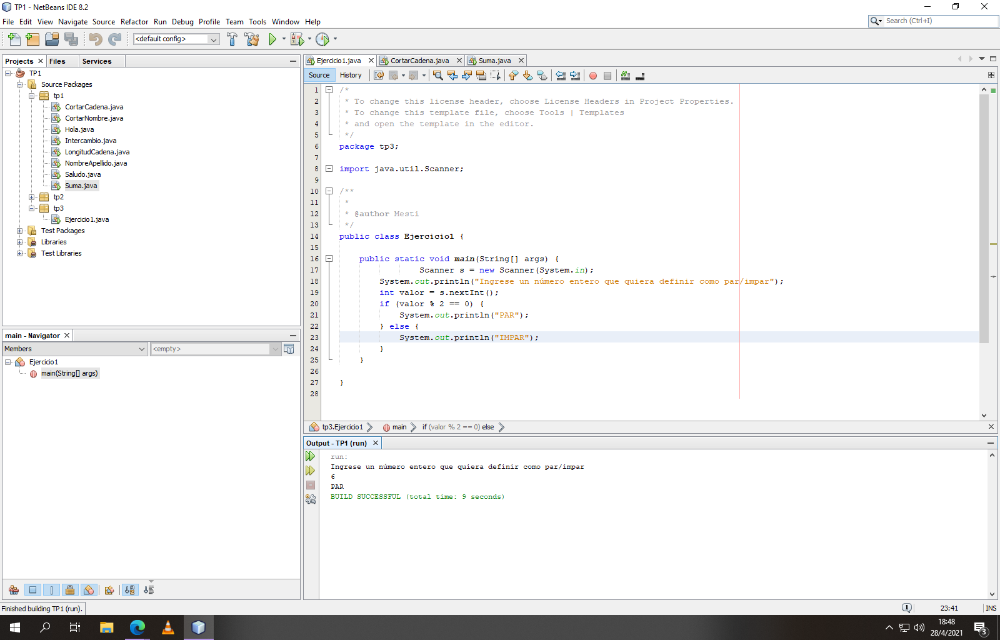 TP1 - NetBeans IDE 8.2
File Edit View Navigate Source Refactor Run Debug Profile Team Tools Window Help
Search (Ctrl+I)
<default config>
Projects Files Services
TP1
Source Packages
tp1
CortarCadena.java
CortarNombre.java
Hola.java
Intercambio.java
LongitudCadena.java
NombreApellido.java
Saludo.java
Suma.java
tp2
tp3
Ejercicio1.java
Test Packages
Libraries
Test Libraries
main - Navigator
Members <empty>
Ejercicio1
main(String[] args)
Ejercicio1.java CortarCadena.java Suma.java
Source History
1 /*
2 * To change this license header, choose License Headers in Project Properties.
3 * To change this template file, choose Tools | Templates
4 * and open the template in the editor.
5 */
6 package tp3;
7
8 import java.util.Scanner;
9
10 /**
11 *
12 * @author Mesti
13 */
14 public class Ejercicio1 {
15
16 public static void main(String[] args) {
17 Scanner s = new Scanner(System.in);
18 System.out.println("Ingrese un número entero que quiera definir como par/impar");
19 int valor = s.nextInt();
20 if (valor % 2 == 0) {
21 System.out.println("PAR");
22 } else {
23 System.out.println("IMPAR");
24 }
25 }
26
27 }
28
tp3.Ejercicio1 main if (valor % 2 == 0) else
Output - TP1 (run)
run:
Ingrese un número entero que quiera definir como par/impar
6
PAR
BUILD SUCCESSFUL (total time: 9 seconds)
Finished building TP1 (run).
1 23:41 INS
18:48
28/4/2021
3